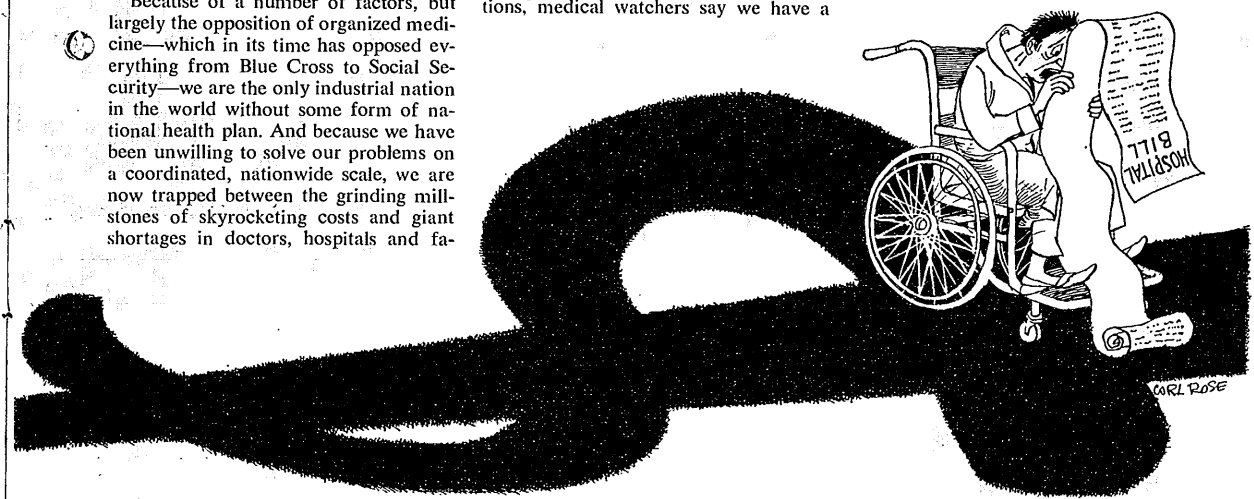 Because of a number of factors, but
largely the opposition of organized medi-
cine—which in its time has opposed ev-
erything from Blue Cross to Social Se-
curity—we are the only industrial nation
in the world without some form of na-
tional health plan. And because we have
been unwilling to solve our problems on
a coordinated, nationwide scale, we are
now trapped between the grinding mill-
stones of skyrocketing costs and giant
shortages in doctors, hospitals and fa-
tions, medical watchers say we have a
HOSPITAL
BILL
CARL ROSE